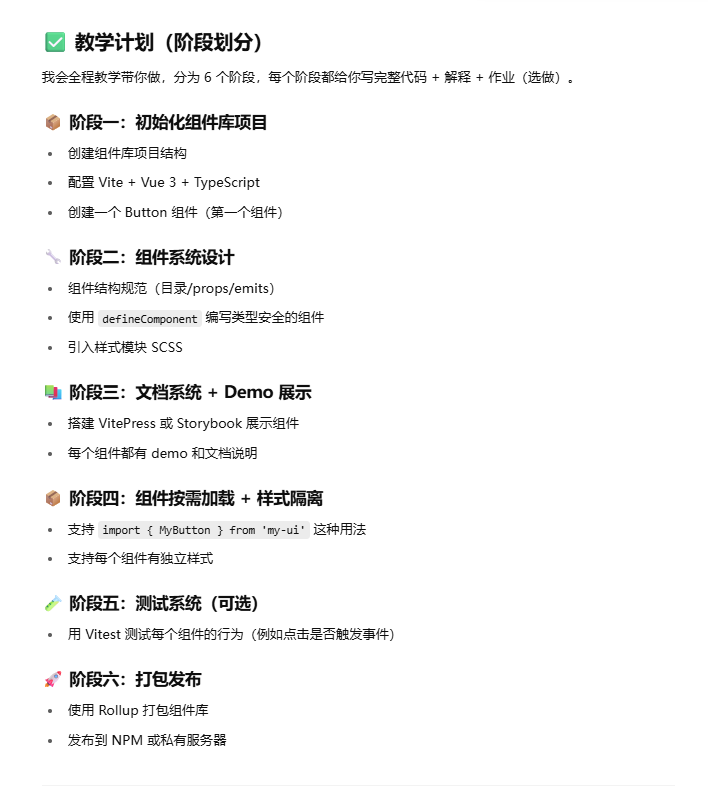 ✅ 教学计划（阶段划分）
我会全程教学带你做，分为 6 个阶段，每个阶段都给你写完整代码 + 解释 + 作业（选做）。
📦 阶段一：初始化组件库项目
• 创建组件库项目结构
• 配置 Vite + Vue 3 + TypeScript
• 创建一个 Button 组件（第一个组件）
🔧 阶段二：组件系统设计
• 组件结构规范（目录/props/emits）
• 使用 defineComponent 编写类型安全的组件
• 引入样式模块 SCSS
📚 阶段三：文档系统 + Demo 展示
• 搭建 VitePress 或 Storybook 展示组件
• 每个组件都有 demo 和文档说明
📦 阶段四：组件按需加载 + 样式隔离
• 支持 import { MyButton } from 'my-ui' 这种用法
• 支持每个组件有独立样式
🧪 阶段五：测试系统（可选）
• 用 Vitest 测试每个组件的行为（例如点击是否触发事件）
🚀 阶段六：打包发布
• 使用 Rollup 打包组件库
• 发布到 NPM 或私有服务器